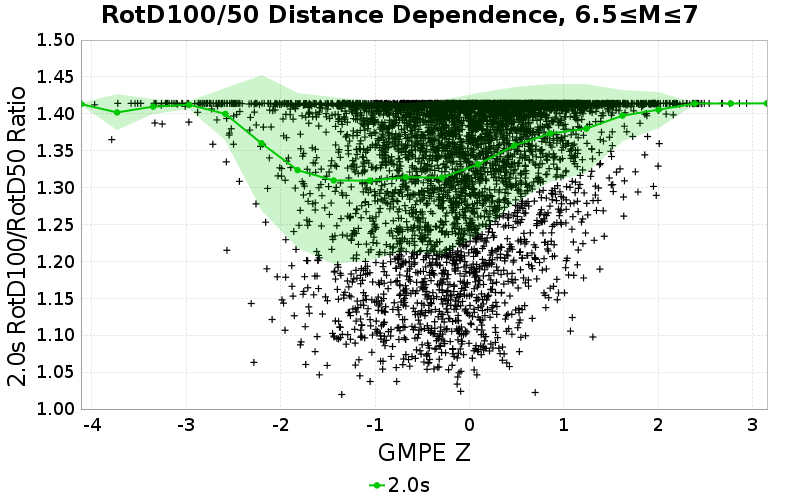 RotD100/50 Distance Dependence, 6.5≤M≤7
2.0s RotD100/RotD50 Ratio
1.50
1.45
1.40
1.35
1.30
1.25
1.20
1.15
1.10
1.05
1.00
-4 -3 -2 -1 0 1 2 3
GMPE Z
2.0s